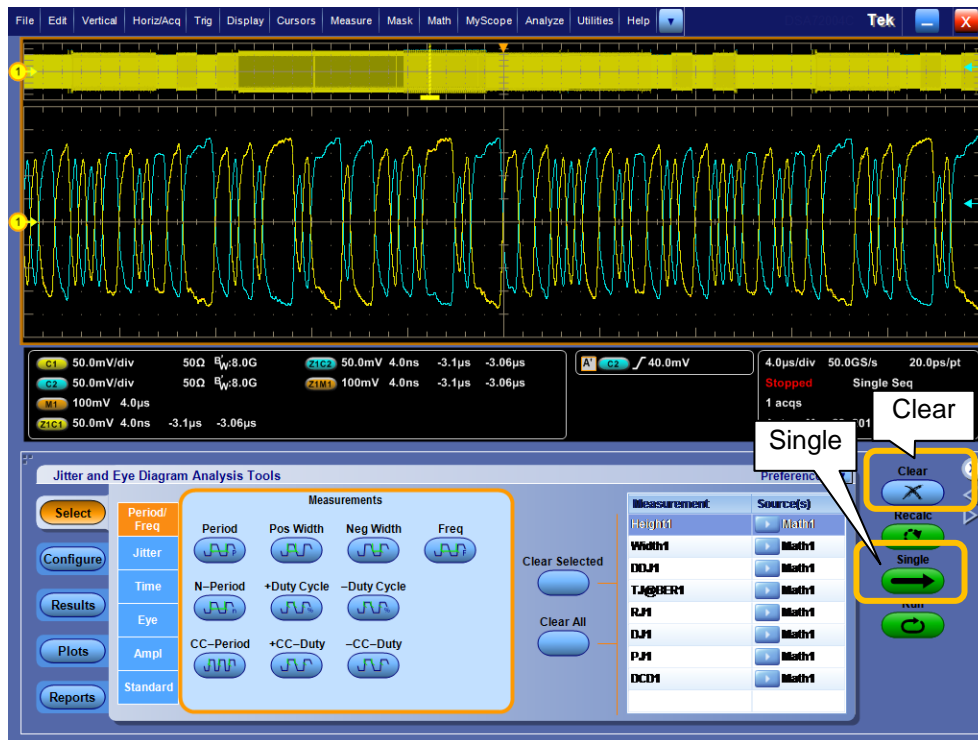 File Edit Vertical Horiz/Acq Trig Display Cursors Measure Mask Math MyScope Analyze Utilities Help Tek X
1
1
C1 50.0mV/div 50Ω BW:8.0G Z1C2 50.0mV 4.0ns -3.1µs -3.06µs
C2 50.0mV/div 50Ω BW:8.0G Z1M1 100mV 4.0ns -3.1µs -3.06µs
M1 100mV 4.0µs
Z1C1 50.0mV 4.0ns -3.1µs -3.06µs
A' C2 40.0mV
4.0µs/div 50.0GS/s 20.0ps/pt
Stopped Single Seq
1 acqs
Clear
Single
Jitter and Eye Diagram Analysis Tools
Select
Configure
Results
Plots
Reports
Period/
Freq
Jitter
Time
Eye
Ampl
Standard
Measurements
Period Pos Width Neg Width Freq
N–Period +Duty Cycle –Duty Cycle
CC–Period +CC–Duty –CC–Duty
Clear Selected
Clear All
Measurement Source(s)
Height1 Math1
Width1 Math1
DDJ1 Math1
TJ@BER1 Math1
RJ1 Math1
DJ1 Math1
PJ1 Math1
DCD1 Math1
Clear
Recalc
Single
Run